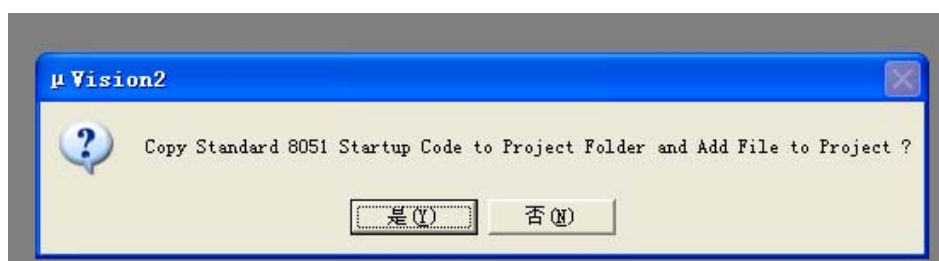 μVision2
Copy Standard 8051 Startup Code to Project Folder and Add File to Project ?
是(Y) 否(N)